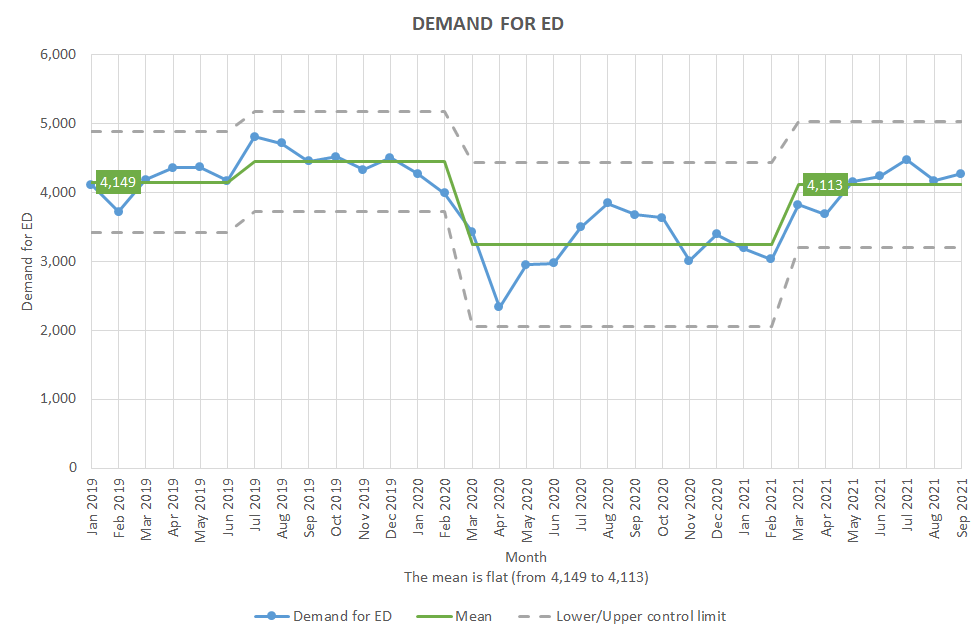 DEMAND FOR ED
6,000
5,000
4,000
3,000
2,000
1,000
0
Demand for ED
4,149
4,113
Jan 2019
Feb 2019
Mar 2019
Apr 2019
May 2019
Jun 2019
Jul 2019
Aug 2019
Sep 2019
Oct 2019
Nov 2019
Dec 2019
Jan 2020
Feb 2020
Mar 2020
Apr 2020
May 2020
Jun 2020
Jul 2020
Aug 2020
Sep 2020
Oct 2020
Nov 2020
Dec 2020
Jan 2021
Feb 2021
Mar 2021
Apr 2021
May 2021
Jun 2021
Jul 2021
Aug 2021
Sep 2021
Month
The mean is flat (from 4,149 to 4,113)
Demand for ED Mean Lower/Upper control limit